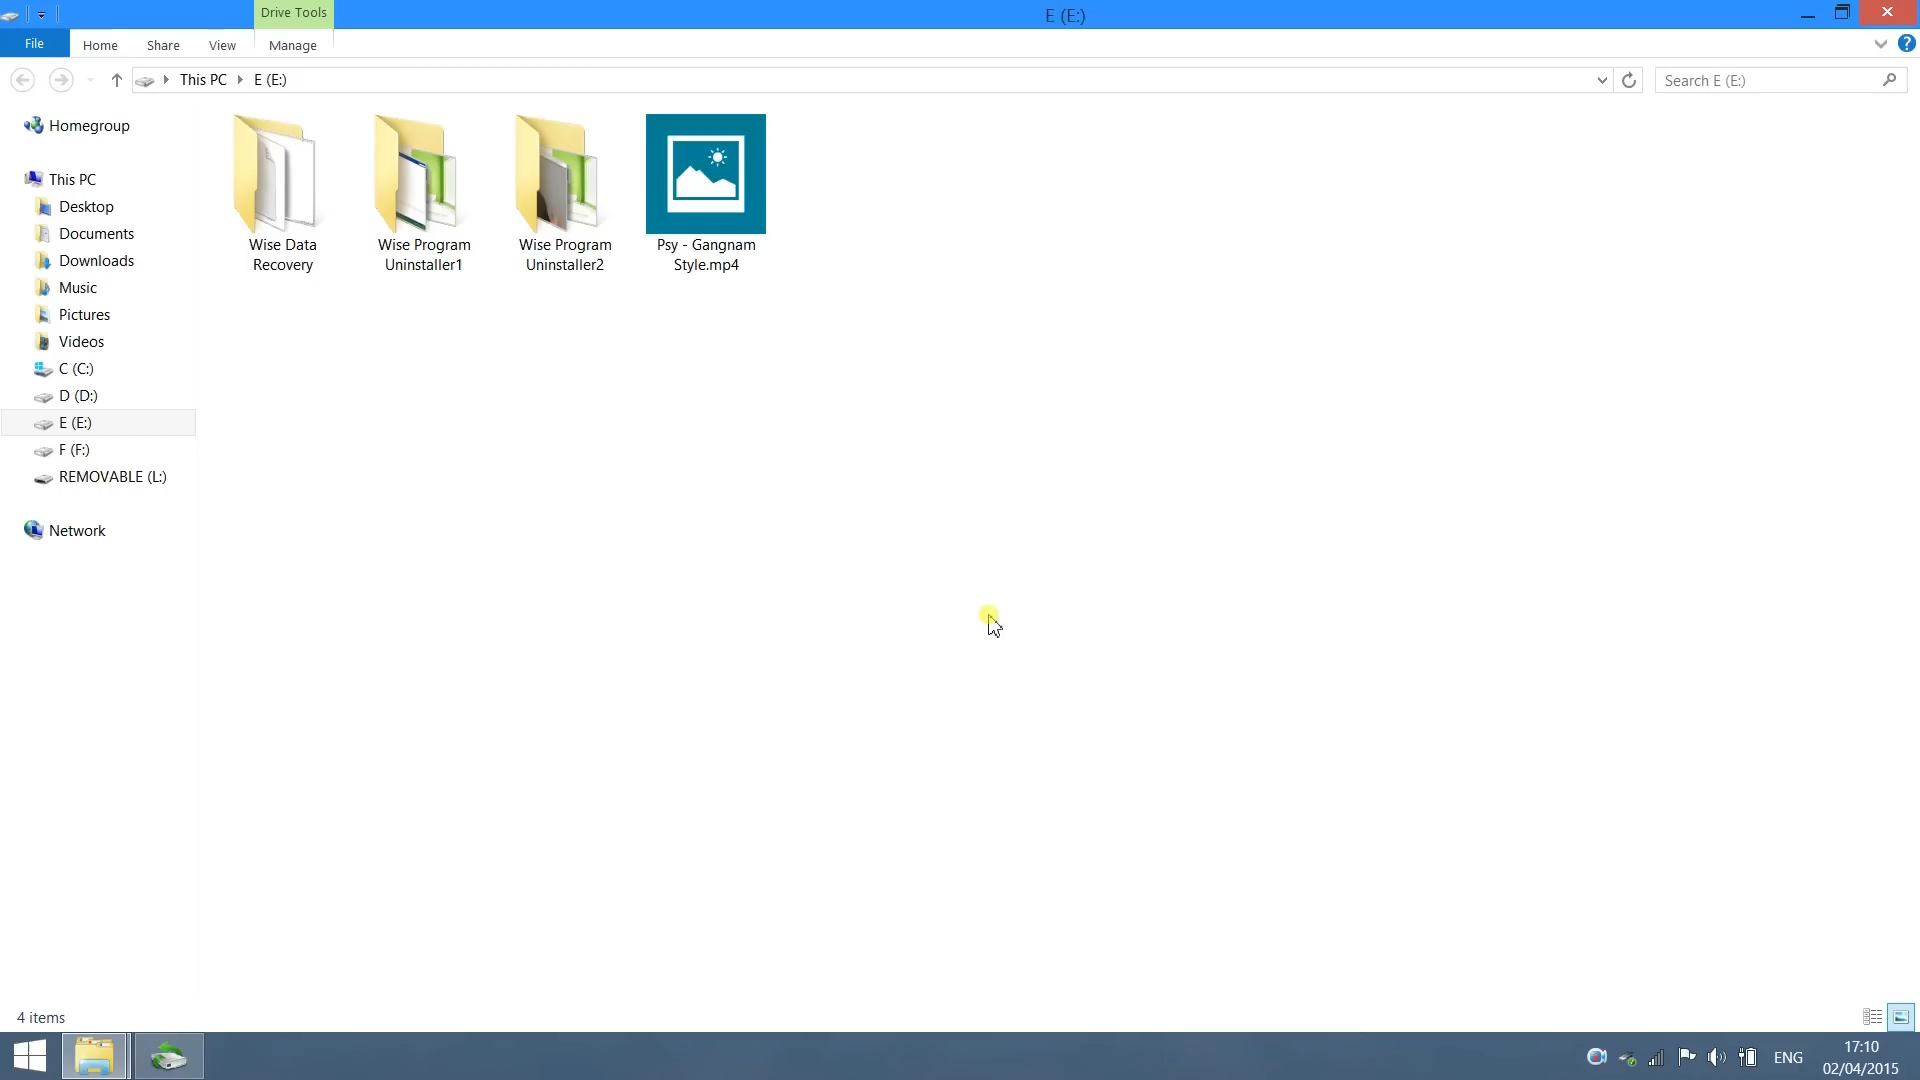 Drive Tools
E (E:)
File
Home
Share
View
Manage
This PC
E (E:)
Search E (E:)
Homegroup
This PC
Desktop
Documents
Downloads
Music
Pictures
Videos
C (C:)
D (D:)
E (E:)
F (F:)
REMOVABLE (L:)
Network
Wise Data
Recovery
Wise Program
Uninstaller1
Wise Program
Uninstaller2
Psy - Gangnam
Style.mp4
4 items
ENG
17:10
02/04/2015